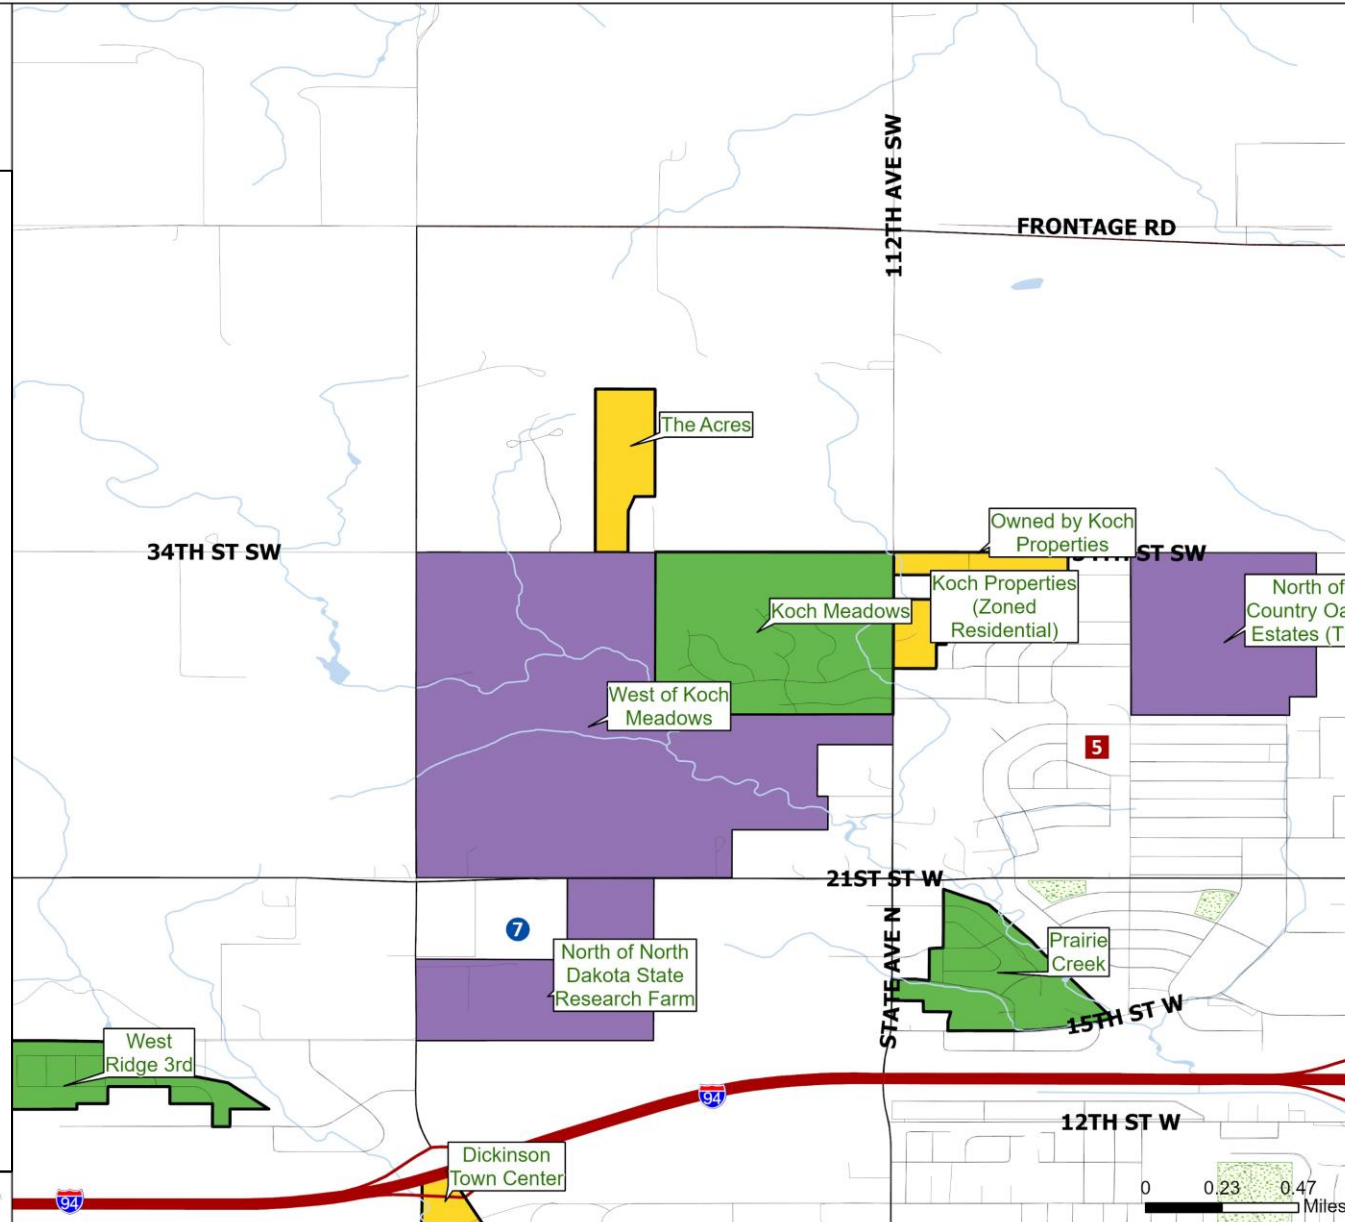 112TH AVE SW
FRONTAGE RD
The Acres
34TH ST SW
Owned by Koch
Properties
ST SW
Koch Properties
(Zoned
Residential)
Koch Meadows
North of
Country Oa
Estates (T
West of Koch
Meadows
5
21ST ST W
7
STATE AVE N
Prairie
Creek
North of North
Dakota State
Research Farm
15TH ST W
West
Ridge 3rd
94
12TH ST W
Dickinson
Town Center
94
0 0.23 0.47
Miles